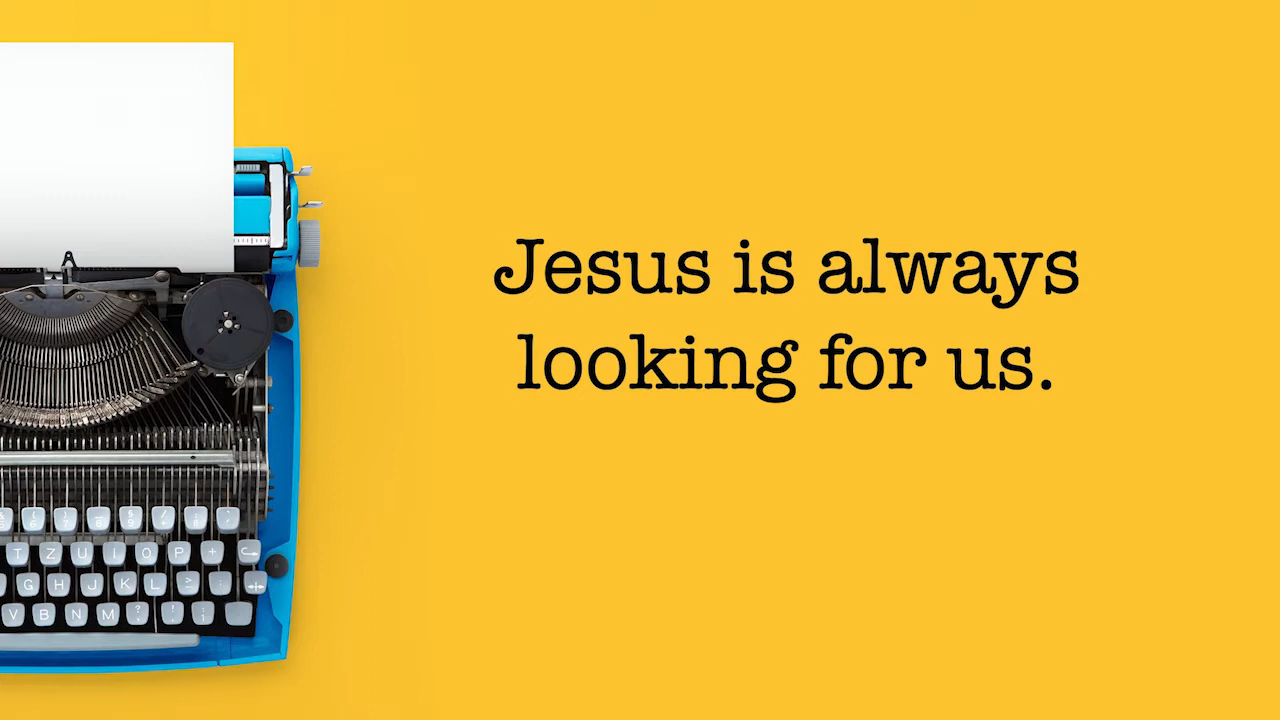 Jesus is always
looking for us.
T Z U I O P +
G H J K L
V B N M